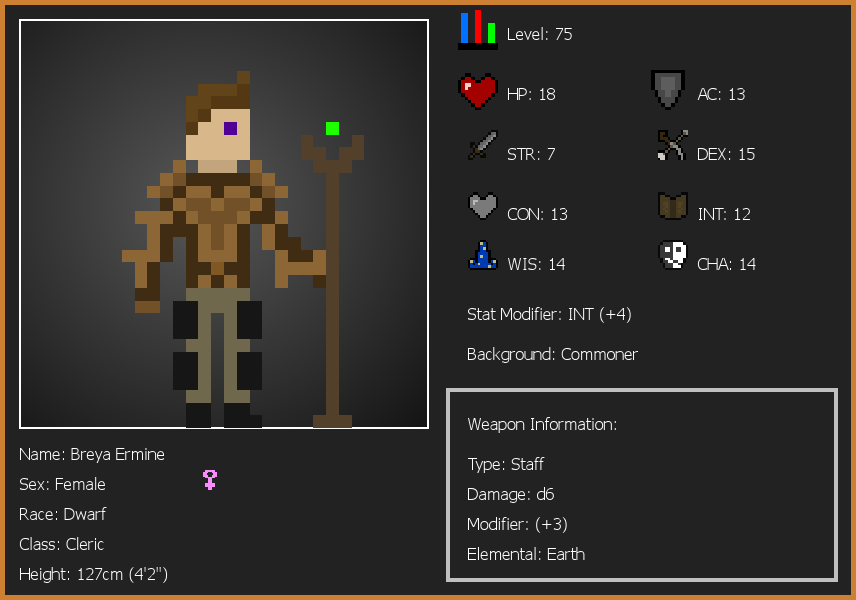 Level: 75
HP: 18
AC: 13
STR: 7
DEX: 15
CON: 13
INT: 12
WIS: 14
CHA: 14
Stat Modifier: INT (+4)
Background: Commoner
Weapon Information:
Type: Staff
Damage: d6
Modifier: (+3)
Elemental: Earth
Name: Breya Ermine
Sex: Female
Race: Dwarf
Class: Cleric
Height: 127cm (4'2")